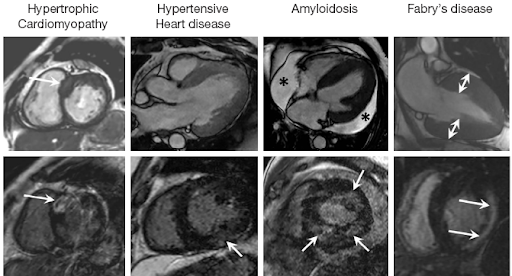 Hypertrophic
Cardiomyopathy
Hypertensive
Heart disease
Amyloidosis
Fabry's disease
*
*